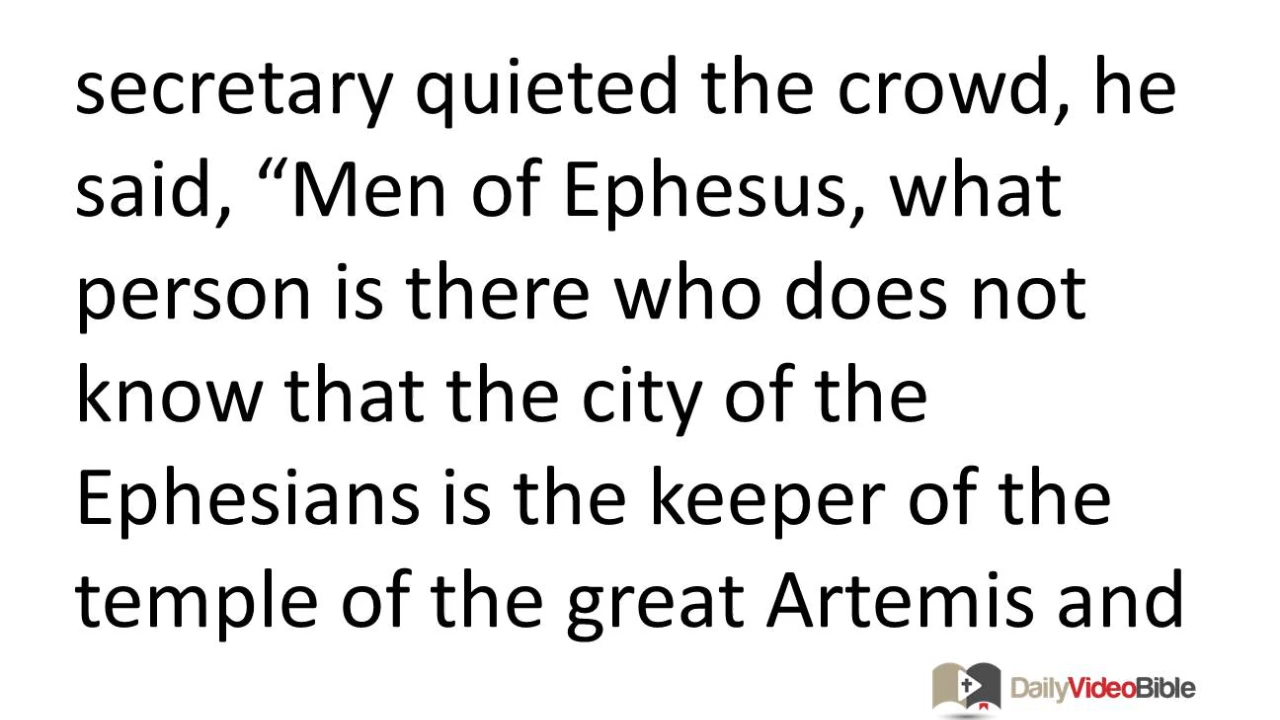 secretary quieted the crowd, he
said, “Men of Ephesus, what
person is there who does not
know that the city of the
Ephesians is the keeper of the
temple of the great Artemis and
DailyVideoBible